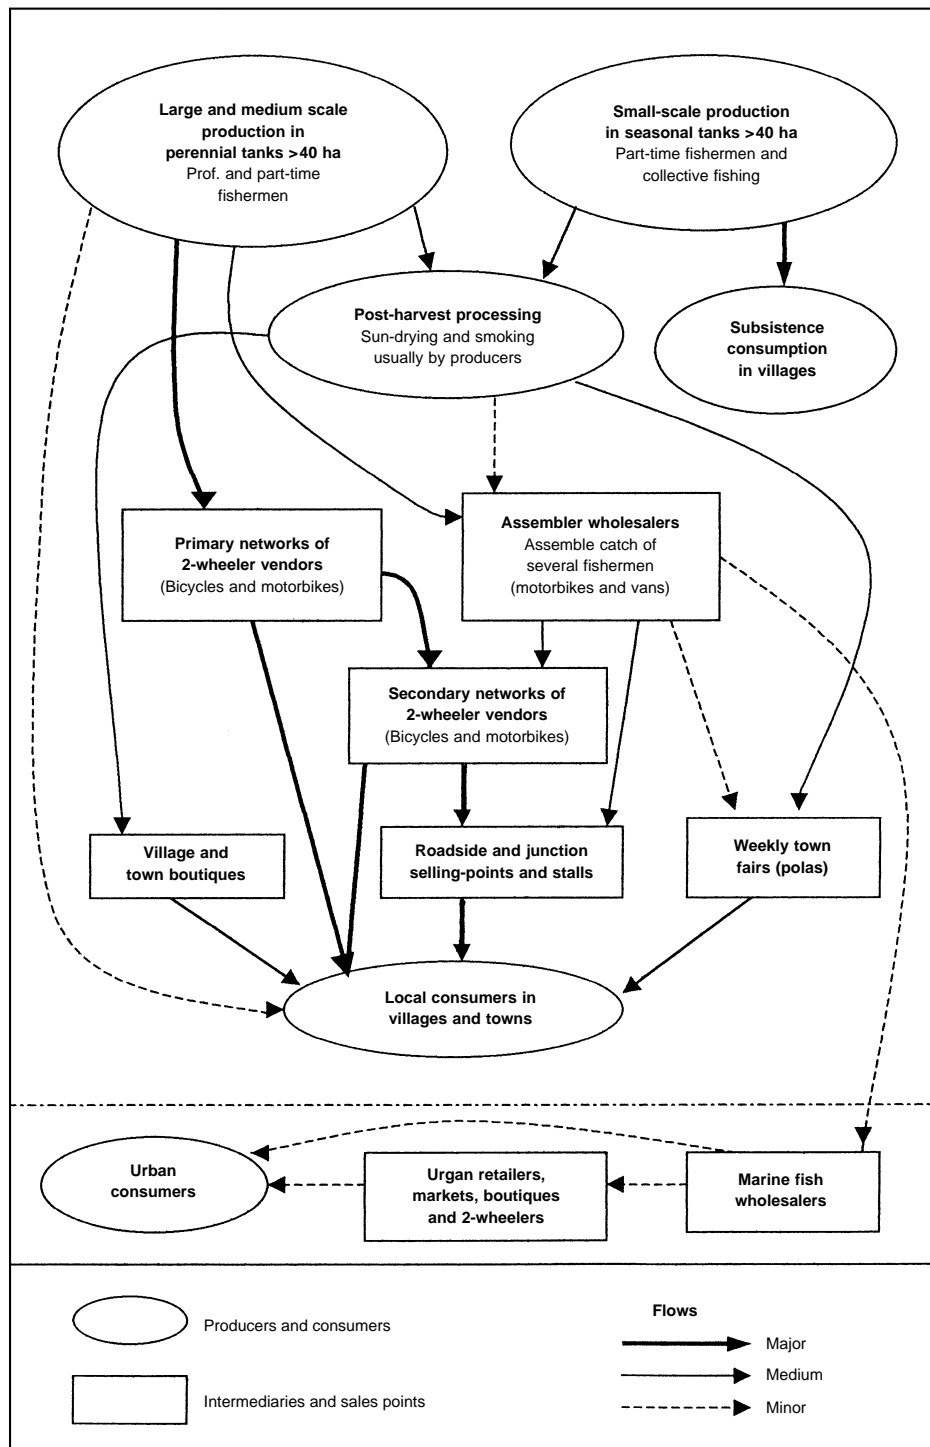 Large and medium scale
production in
perennial tanks >40 ha
Prof. and part-time
fishermen
Small-scale production
in seasonal tanks >40 ha
Part-time fishermen and
collective fishing
Post-harvest processing
Sun-drying and smoking
usually by producers
Subsistence
consumption
in villages
Primary networks of
2-wheeler vendors
(Bicycles and motorbikes)
Assembler wholesalers
Assemble catch of
several fishermen
(motorbikes and vans)
Secondary networks of
2-wheeler vendors
(Bicycles and motorbikes)
Village and
town boutiques
Roadside and junction
selling-points and stalls
Weekly town
fairs (polas)
Local consumers in
villages and towns
Urban
consumers
Urgan retailers,
markets, boutiques
and 2-wheelers
Marine fish
wholesalers
Producers and consumers
Intermediaries and sales points
Flows
Major
Medium
Minor